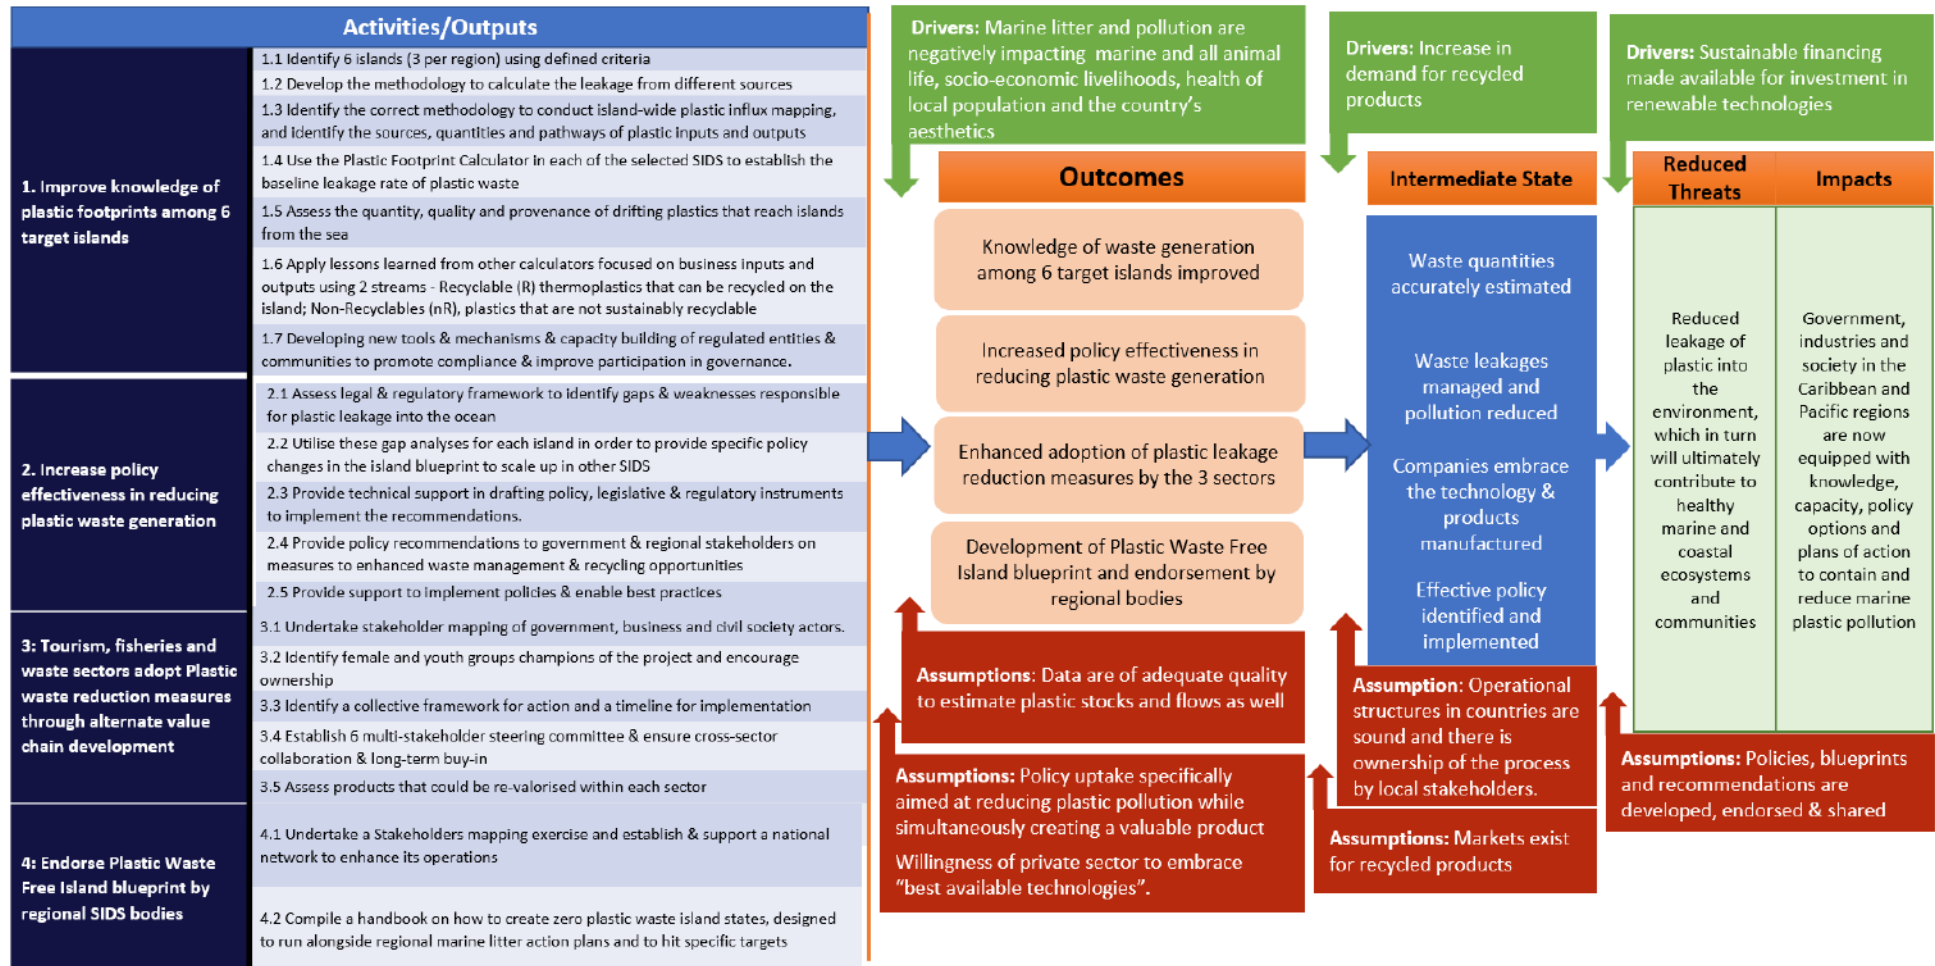 Activities/Outputs
1. Improve knowledge of
plastic footprints among 6
target islands
1.1 Identify 6 islands (3 per region) using defined criteria
1.2 Develop the methodology to calculate the leakage from different sources
1.3 Identify the correct methodology to conduct island-wide plastic influx mapping,
and identify the sources, quantities and pathways of plastic inputs and outputs
1.4 Use the Plastic Footprint Calculator in each of the selected SIDS to establish the
baseline leakage rate of plastic waste
1.5 Assess the quantity, quality and provenance of drifting plastics that reach islands
from the sea
1.6 Apply lessons learned from other calculators focused on business inputs and
outputs using 2 streams - Recyclable (R) thermoplastics that can be recycled on the
island; Non-Recyclables (nR), plastics that are not sustainably recyclable
1.7 Developing new tools & mechanisms & capacity building of regulated entities &
communities to promote compliance & improve participation in governance.
2. Increase policy
effectiveness in reducing
plastic waste generation
2.1 Assess legal & regulatory framework to identify gaps & weaknesses responsible
for plastic leakage into the ocean
2.2 Utilise these gap analyses for each island in order to provide specific policy
changes in the island blueprint to scale up in other SIDS
2.3 Provide technical support in drafting policy, legislative & regulatory instruments
to implement the recommendations.
2.4 Provide policy recommendations to government & regional stakeholders on
measures to enhanced waste management & recycling opportunities
2.5 Provide support to implement policies & enable best practices
3: Tourism, fisheries and
waste sectors adopt Plastic
waste reduction measures
through alternate value
chain development
3.1 Undertake stakeholder mapping of government, business and civil society actors.
3.2 Identify female and youth groups champions of the project and encourage
ownership
3.3 Identify a collective framework for action and a timeline for implementation
3.4 Establish 6 multi-stakeholder steering committee & ensure cross-sector
collaboration & long-term buy-in
3.5 Assess products that could be re-valorised within each sector
4: Endorse Plastic Waste
Free Island blueprint by
regional SIDS bodies
4.1 Undertake a Stakeholders mapping exercise and establish & support a national
network to enhance its operations
4.2 Compile a handbook on how to create zero plastic waste island states, designed
to run alongside regional marine litter action plans and to hit specific targets
Drivers: Marine litter and pollution are
negatively impacting marine and all animal
life, socio-economic livelihoods, health of
local population and the country's
aesthetics
Outcomes
Knowledge of waste generation
among 6 target islands improved
Increased policy effectiveness in
reducing plastic waste generation
Enhanced adoption of plastic leakage
reduction measures by the 3 sectors
Development of Plastic Waste Free
Island blueprint and endorsement by
regional bodies
Assumptions: Data are of adequate quality
to estimate plastic stocks and flows as well
Assumptions: Policy uptake specifically
aimed at reducing plastic pollution while
simultaneously creating a valuable product
Willingness of private sector to embrace
“best available technologies”.
Drivers: Increase in
demand for recycled
products
Intermediate State
Waste quantities
accurately estimated
Waste leakages
managed and
pollution reduced
Companies embrace
the technology &
products
manufactured
Effective policy
identified and
implemented
Assumption: Operational
structures in countries are
sound and there is
ownership of the process
by local stakeholders.
Assumptions: Markets exist
for recycled products
Drivers: Sustainable financing
made available for investment in
renewable technologies
Reduced
Threats
Reduced
leakage of
plastic into
the
environment,
which in turn
will ultimately
contribute to
healthy
marine and
coastal
ecosystems
and
communities
Impacts
Government,
industries and
society in the
Caribbean and
Pacific regions
are now
equipped with
knowledge,
capacity, policy
options and
plans of action
to contain and
reduce marine
plastic pollution
Assumptions: Policies, blueprints
and recommendations are
developed, endorsed & shared